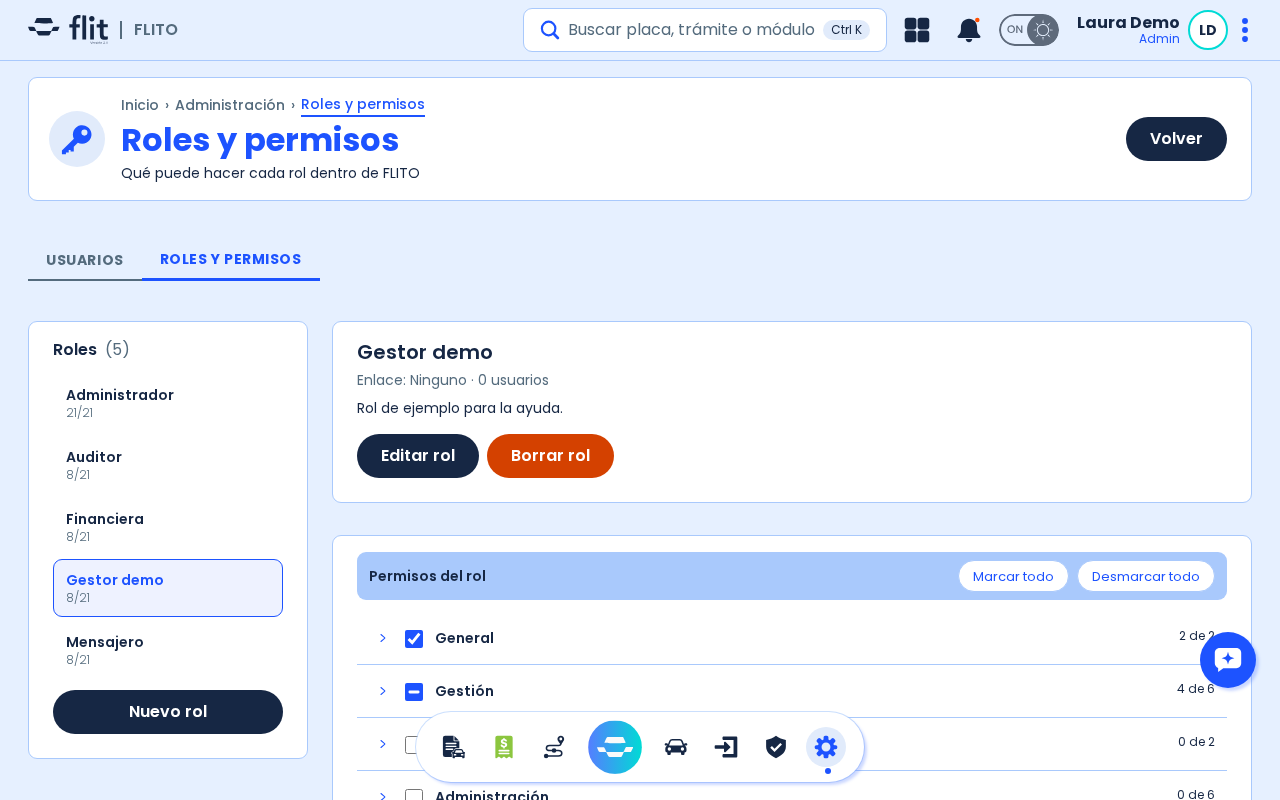 flit FLITO
Buscar placa, trámite o módulo Ctrl K
ON
Laura Demo
Admin
LD
Inicio › Administración › Roles y permisos
Roles y permisos
Qué puede hacer cada rol dentro de FLITO
Volver
USUARIOS ROLES Y PERMISOS
Roles (5)
Administrador
21/21
Auditor
8/21
Financiera
8/21
Gestor demo
8/21
Mensajero
8/21
Nuevo rol
Gestor demo
Enlace: Ninguno · 0 usuarios
Rol de ejemplo para la ayuda.
Editar rol Borrar rol
Permisos del rol Marcar todo Desmarcar todo
General 2 de 2
Gestión 4 de 6
0 de 2
Administración 0 de 6